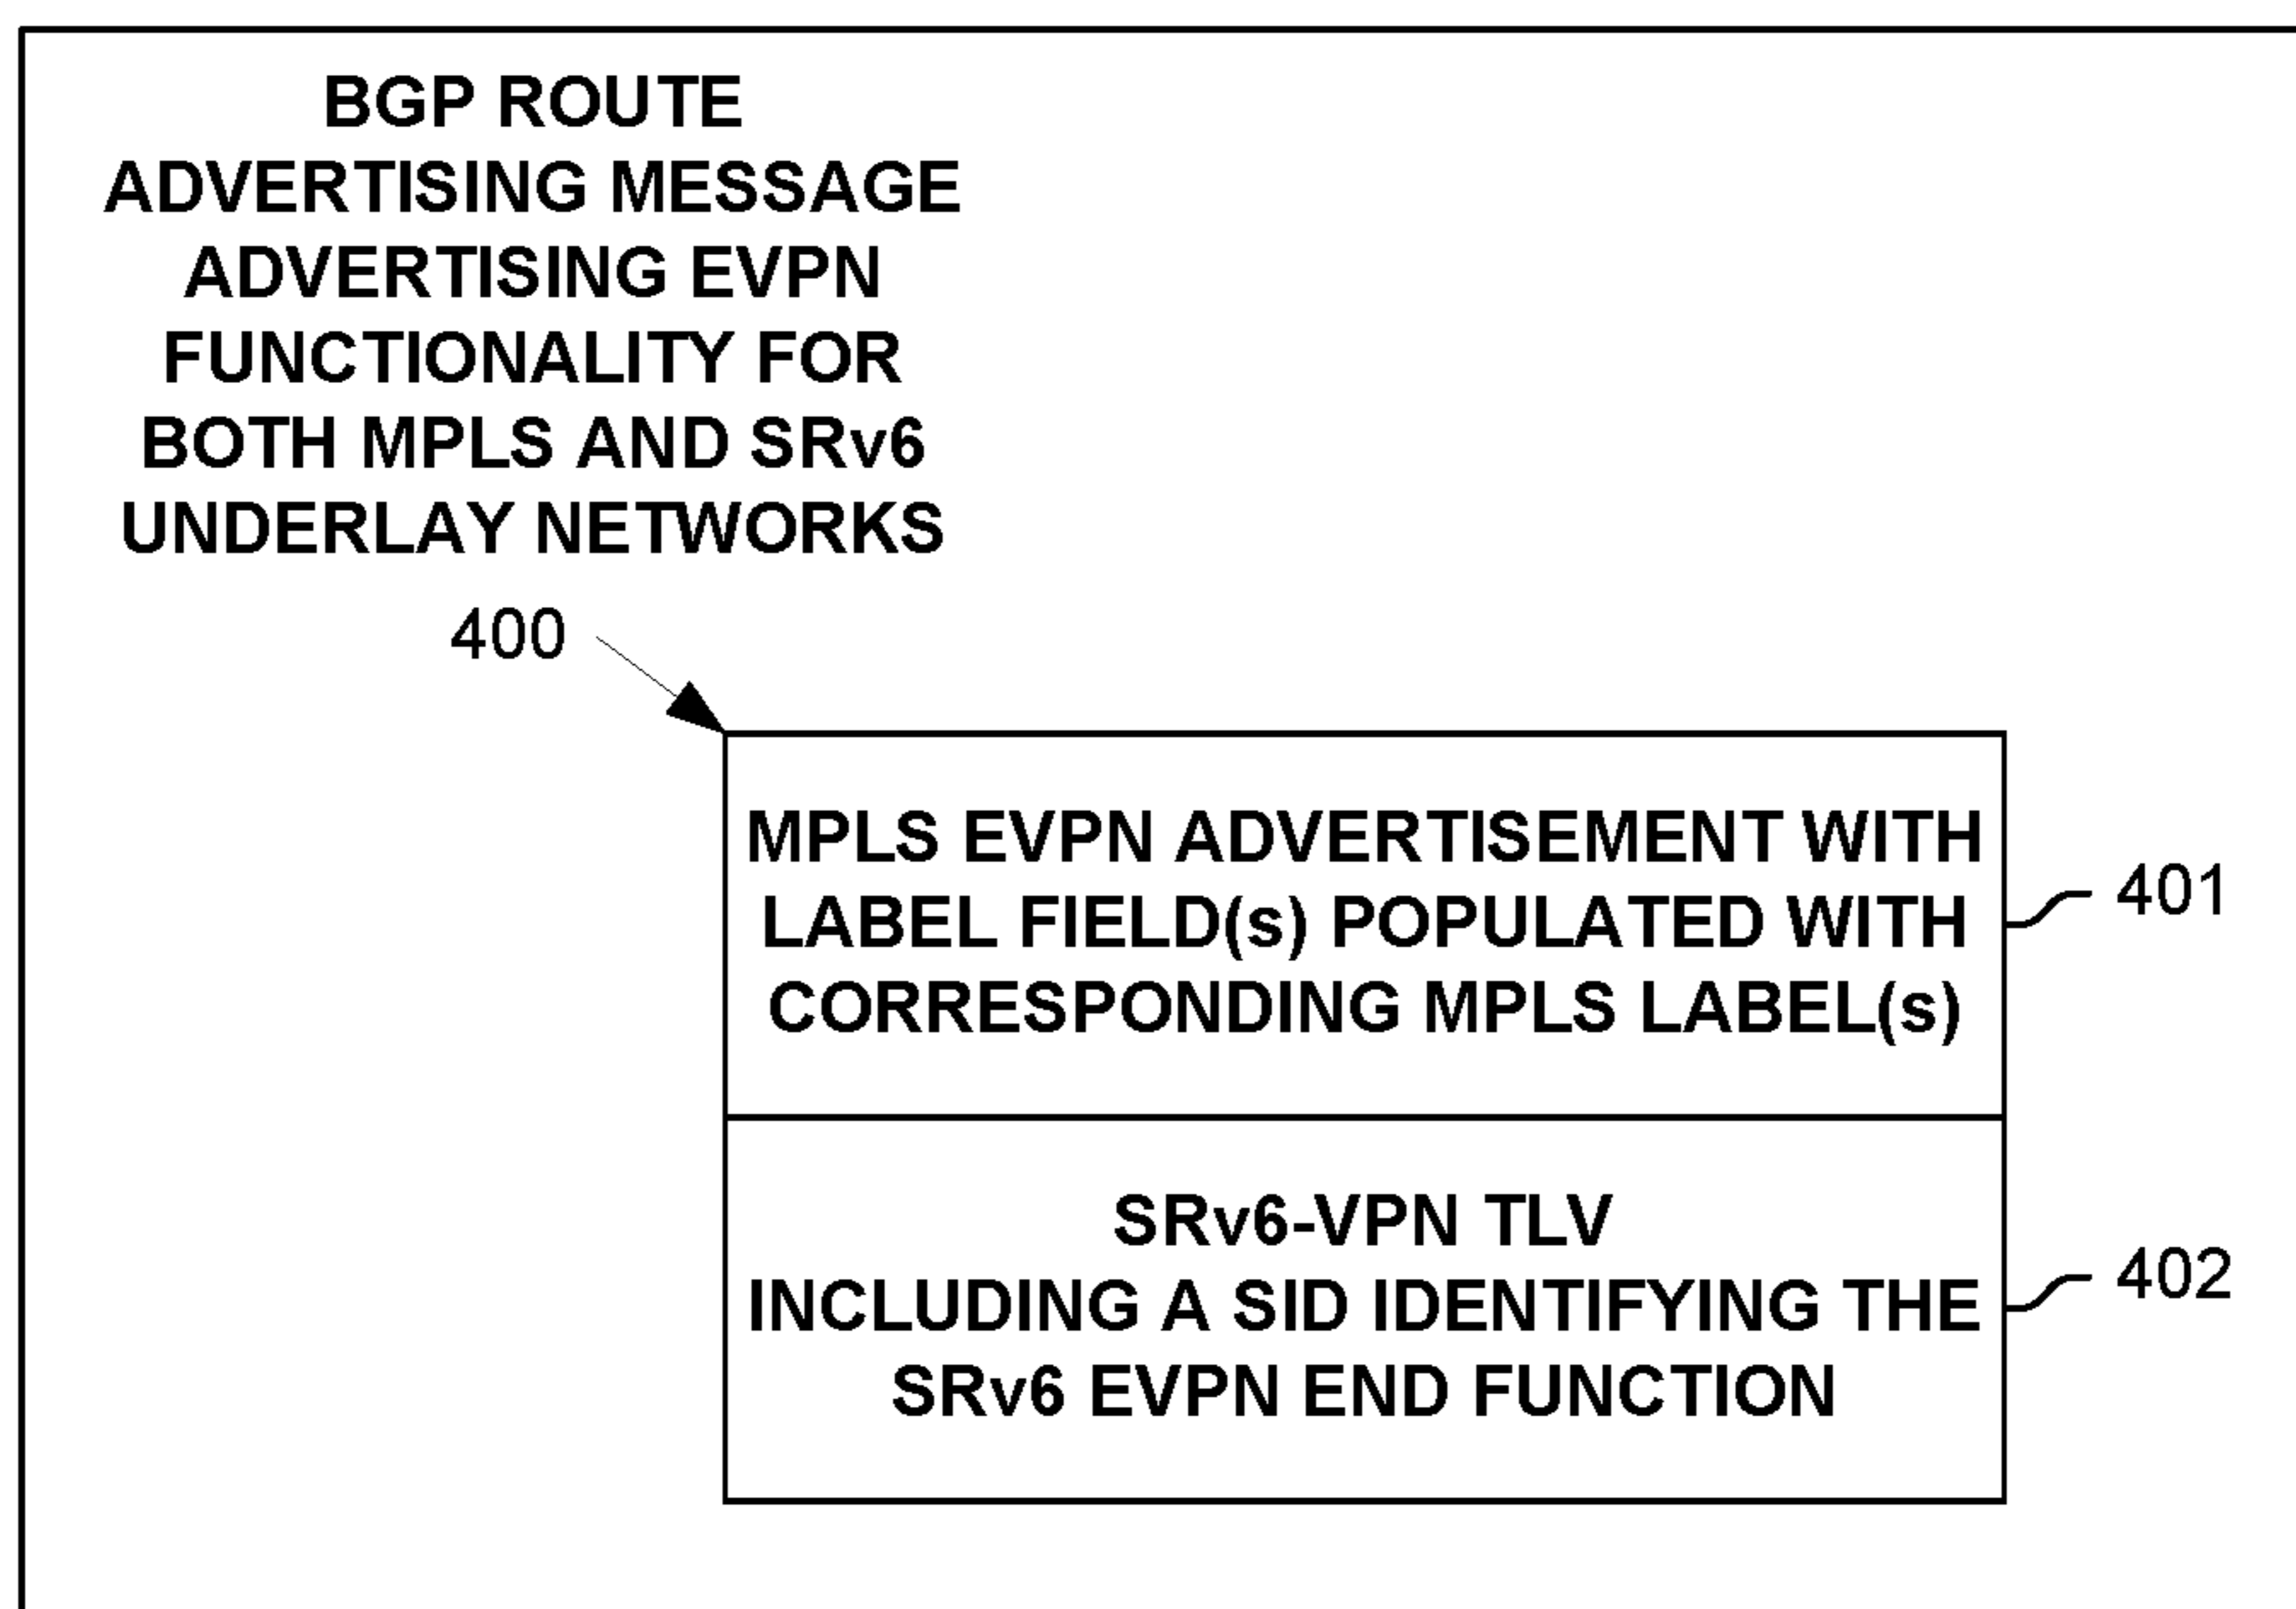 BGP ROUTE
ADVERTISING MESSAGE
ADVERTISING EVPN
FUNCTIONALITY FOR
BOTH MPLS AND SRv6
UNDERLAY NETWORKS
400
MPLS EVPN ADVERTISEMENT WITH
LABEL FIELD(s) POPULATED WITH
CORRESPONDING MPLS LABEL(s)
401
SRv6-VPN TLV
INCLUDING A SID IDENTIFYING THE
SRv6 EVPN END FUNCTION
402